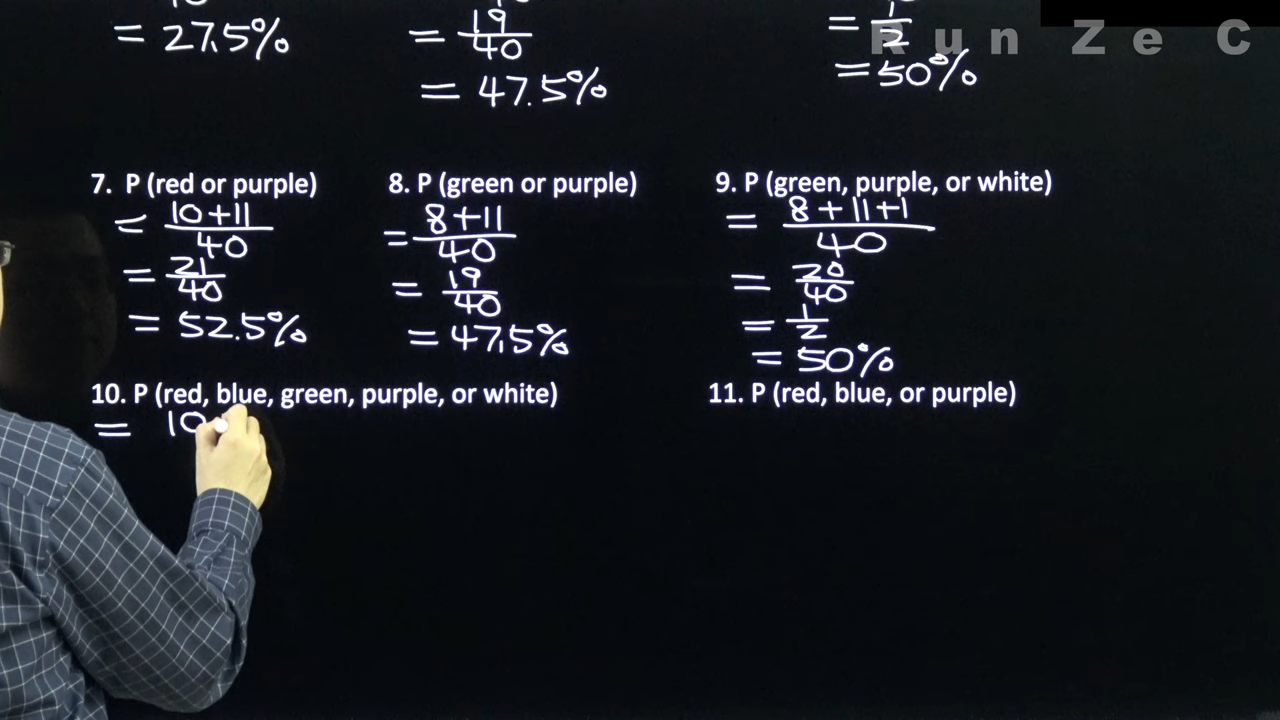 = 27.5%
= 19/40
= 47.5%
= 1/2
= 50%
Run Ze C
7. P (red or purple)
= 10+11/40
= 21/40
= 52.5%
8. P (green or purple)
= 8+11/40
= 19/40
= 47.5%
9. P (green, purple, or white)
= 8+11+1/40
= 20/40
= 1/2
= 50%
10. P (red, blue, green, purple, or white)
= 10
11. P (red, blue, or purple)